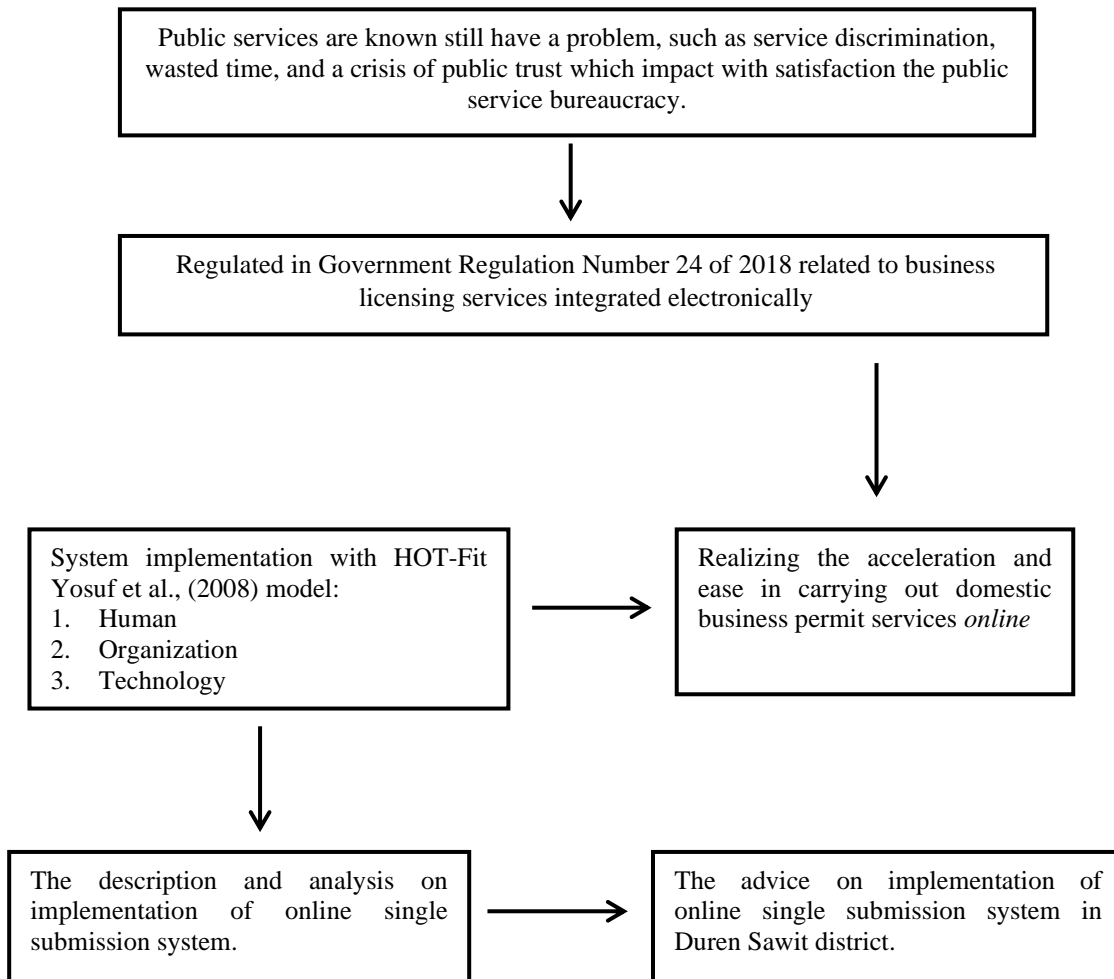 Public services are known still have a problem, such as service discrimination,
wasted time, and a crisis of public trust which impact with satisfaction the public
service bureaucracy.
Regulated in Government Regulation Number 24 of 2018 related to business
licensing services integrated electronically
System implementation with HOT-Fit
Yosuf et al., (2008) model:
1. Human
2. Organization
3. Technology
Realizing the acceleration and
ease in carrying out domestic
business permit services online
The description and analysis on
implementation of online single
submission system.
The advice on implementation of
online single submission system in
Duren Sawit district.